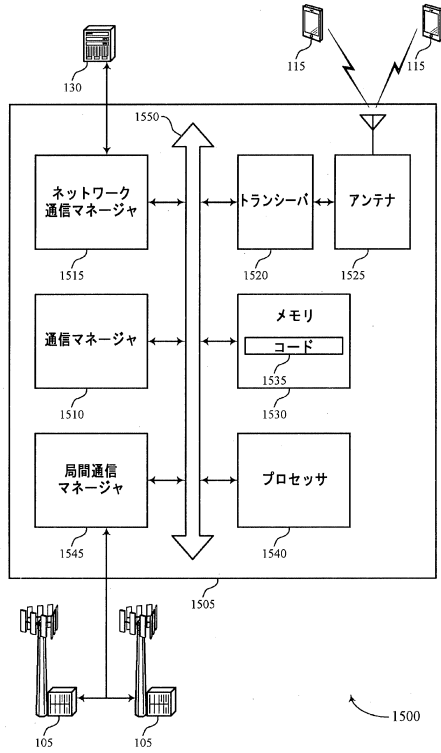 130
115
115
1550
ネットワーク
通信マネージャ
1515
トランシーバ
1520
アンテナ
1525
通信マネージャ
1510
メモリ
コード
1535
1530
局間通信
マネージャ
1545
プロセッサ
1540
1505
105
105
1500